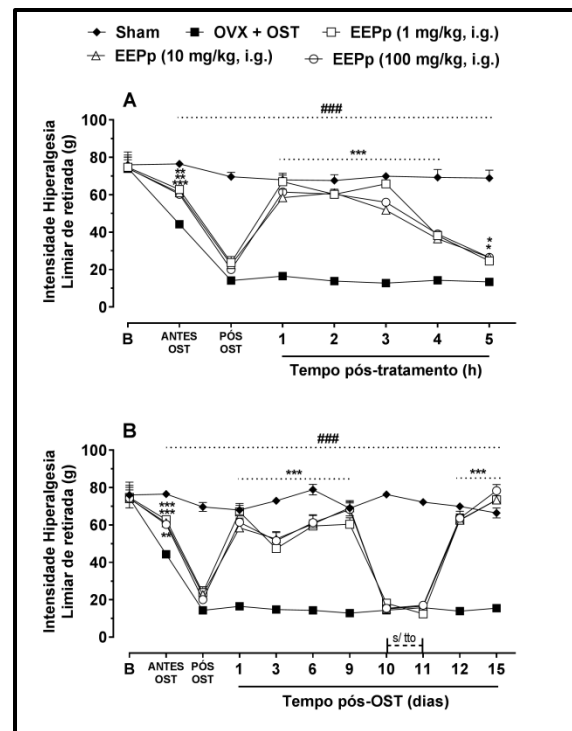 Sham OVX + OST EEPp (1 mg/kg, i.g.)
EEPp (10 mg/kg, i.g.) EEPp (100 mg/kg, i.g.)
A
###
***
**
**
***
*
*
Intensidade Hiperalgesia
Limiar de retirada (g)
100
80
60
40
20
0
B ANTES OST PÓS OST 1 2 3 4 5
Tempo pós-tratamento (h)
B
###
***
***
***
***
**
Intensidade Hiperalgesia
Limiar de retirada (g)
100
80
60
40
20
0
s/ tto
B ANTES OST PÓS OST 1 3 6 9 10 11 12 15
Tempo pós-OST (dias)